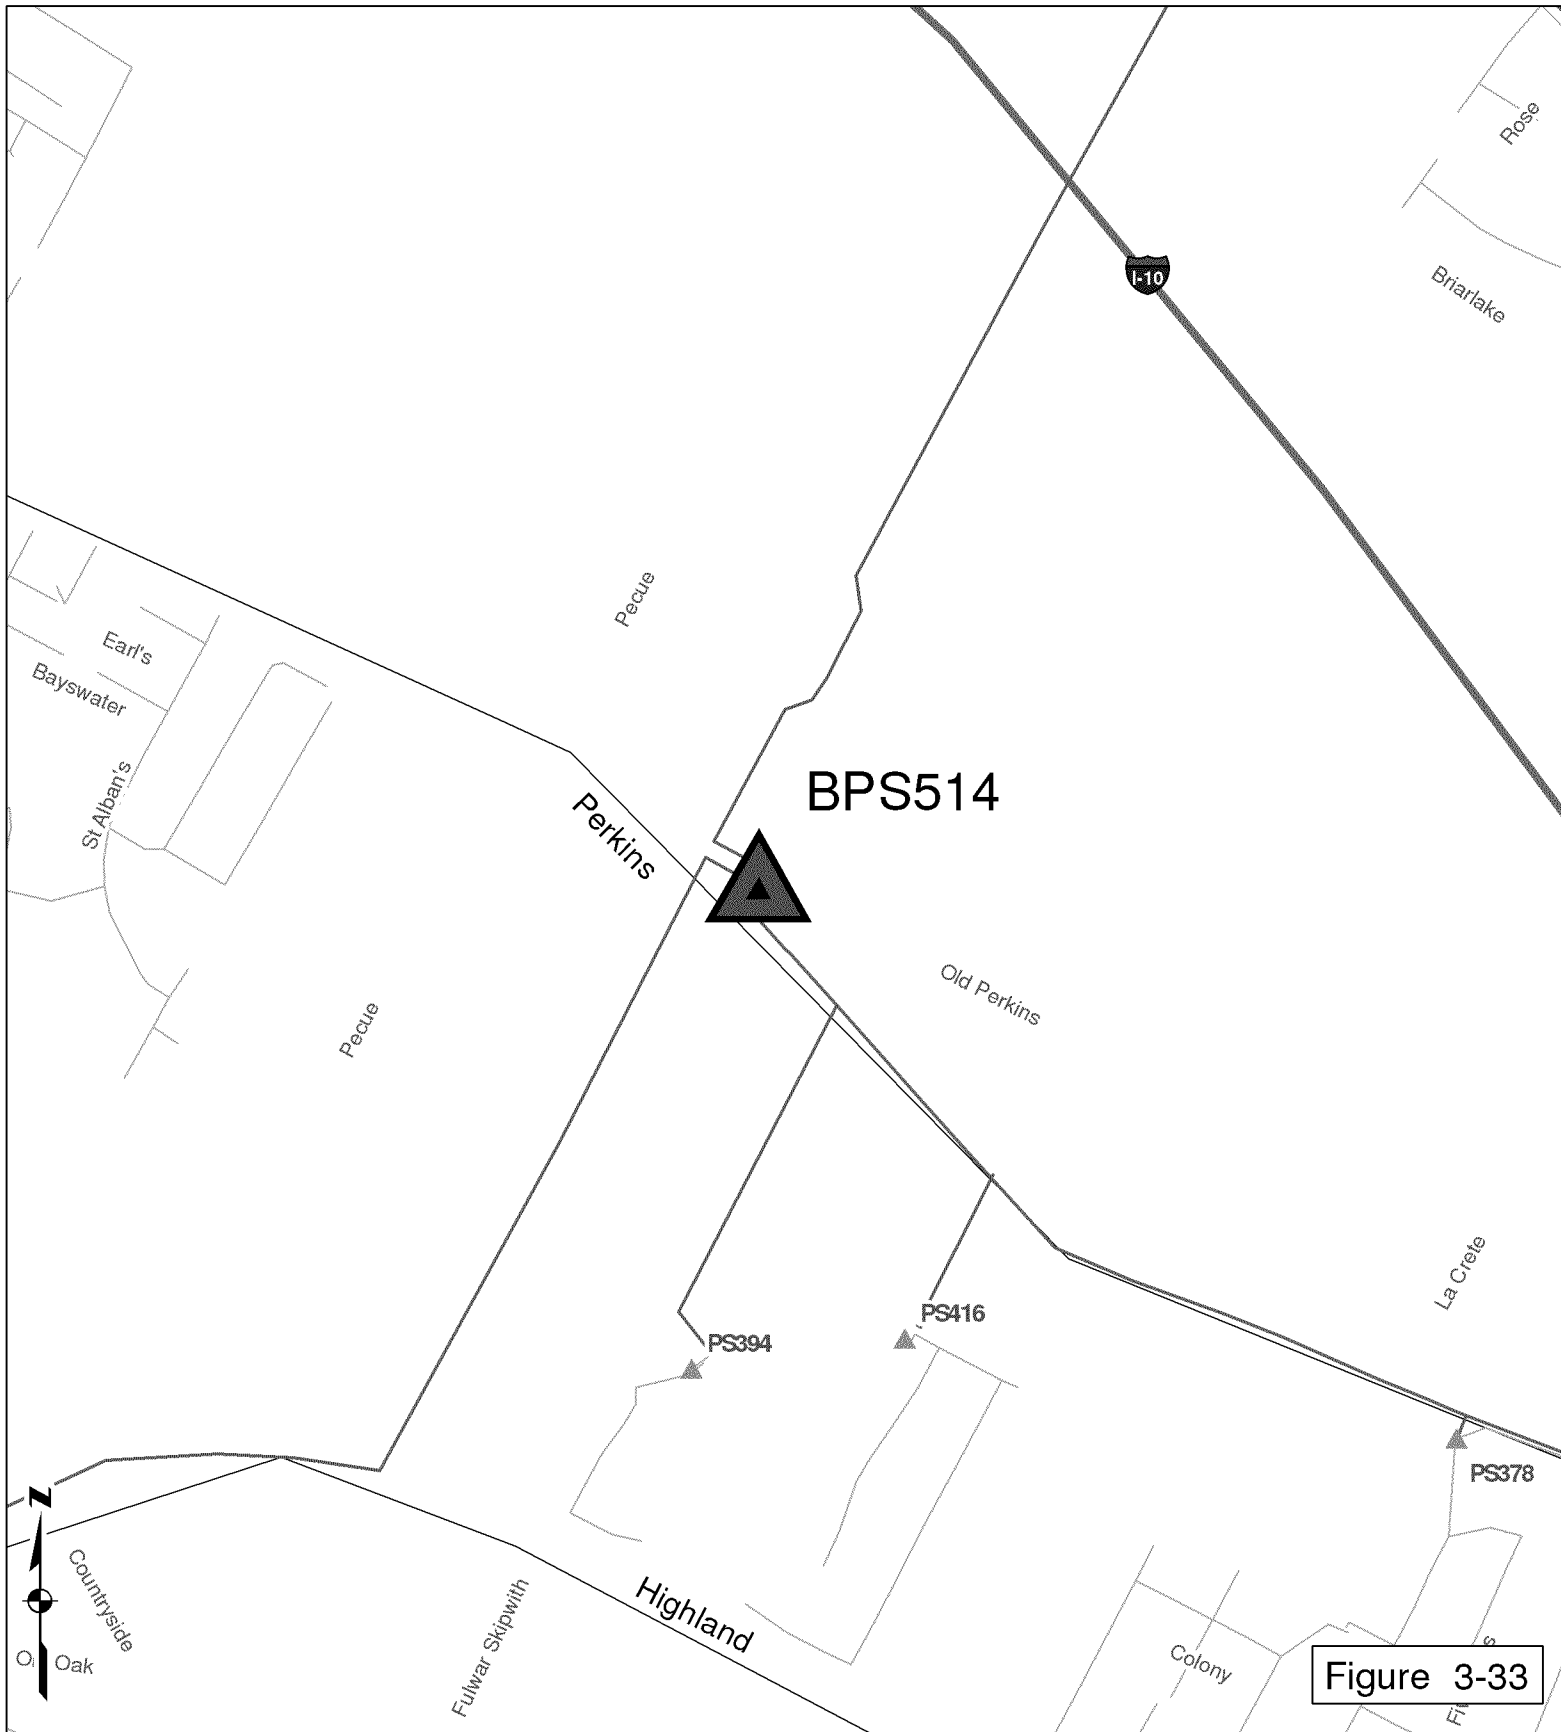 Rose
I-10
Briarlake
Pecue
Earl's
Bayswater
St Alban's
BPS514
Perkins
Old Perkins
Pecue
La Crete
PS416
PS394
PS378
N
Countryside
Oak
Fulwar Skipwith
Highland
Colony
Figure 3-33